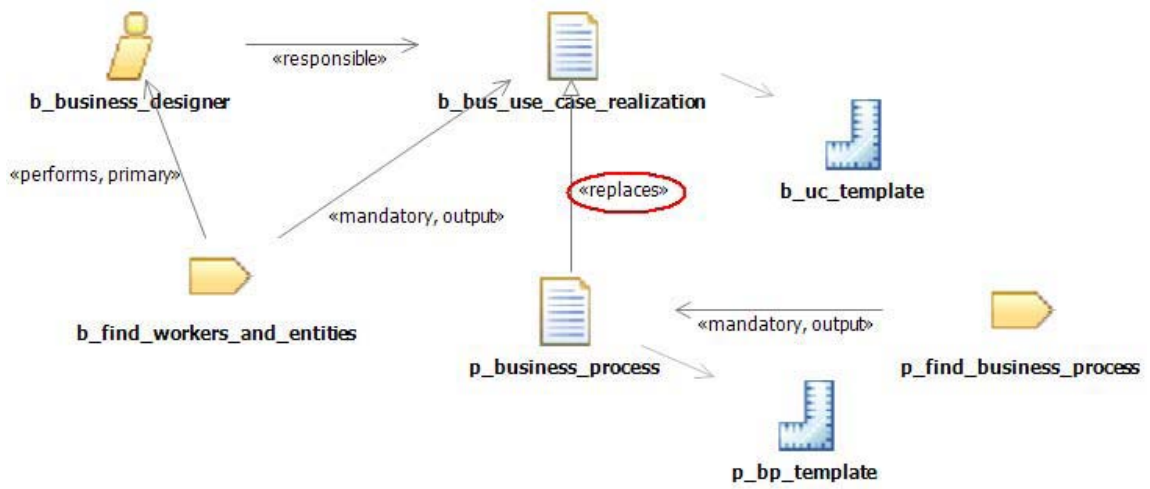 «responsible»
b_business_designer
b_bus_use_case_realization
«performs, primary»
«replaces»
b_uc_template
«mandatory, output»
b_find_workers_and_entities
«mandatory, output»
p_business_process
p_find_business_process
p_bp_template